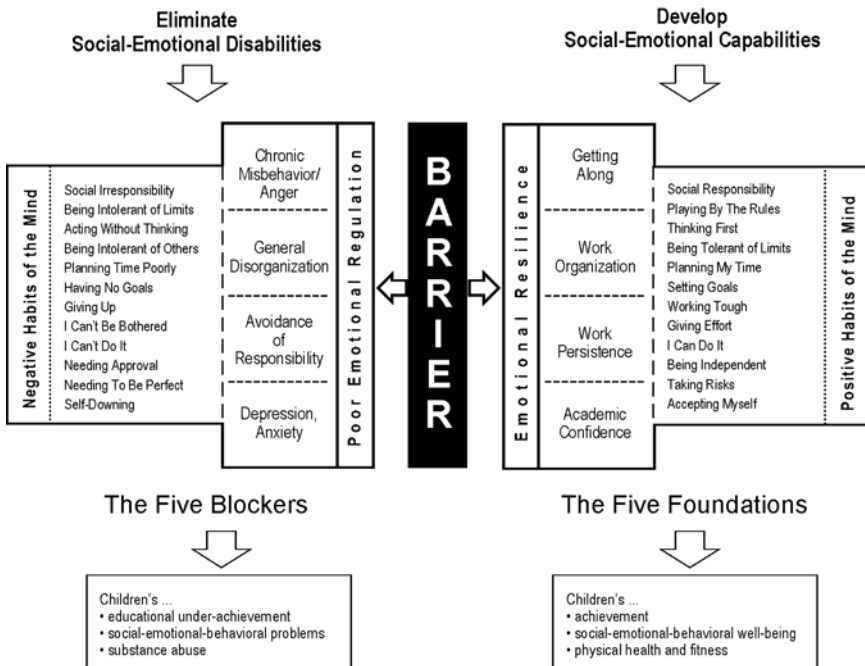 Eliminate
Social-Emotional Disabilities
Negative Habits of the Mind
Social Irresponsibility
Being Intolerant of Limits
Acting Without Thinking
Being Intolerant of Others
Planning Time Poorly
Having No Goals
Giving Up
I Can't Be Bothered
I Can't Do It
Needing Approval
Needing To Be Perfect
Self-Downing
Chronic
Misbehavior/
Anger
General
Disorganization
Avoidance
of
Responsibility
Depression,
Anxiety
Poor Emotional Regulation
The Five Blockers
Children's ...
• educational under-achievement
• social-emotional-behavioral problems
• substance abuse
BARRIER
Develop
Social-Emotional Capabilities
Emotional Resilience
Getting
Along
Work
Organization
Work
Persistence
Academic
Confidence
Social Responsibility
Playing By The Rules
Thinking First
Being Tolerant of Limits
Planning My Time
Setting Goals
Working Tough
Giving Effort
I Can Do It
Being Independent
Taking Risks
Accepting Myself
Positive Habits of the Mind
The Five Foundations
Children's ...
• achievement
• social-emotional-behavioral well-being
• physical health and fitness